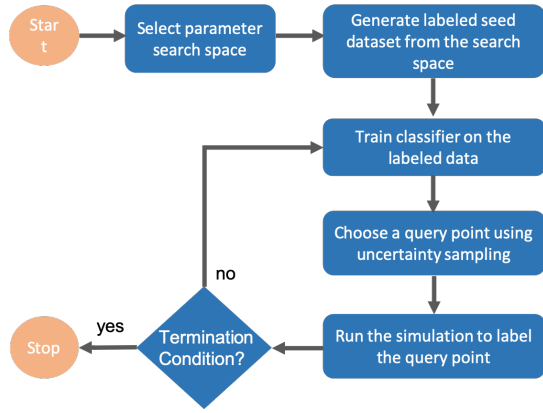 Star
t
Select parameter
search space
Generate labeled seed
dataset from the search
space
Train classifier on the
labeled data
Choose a query point using
uncertainty sampling
Run the simulation to label
the query point
Termination
Condition?
no
yes
Stop